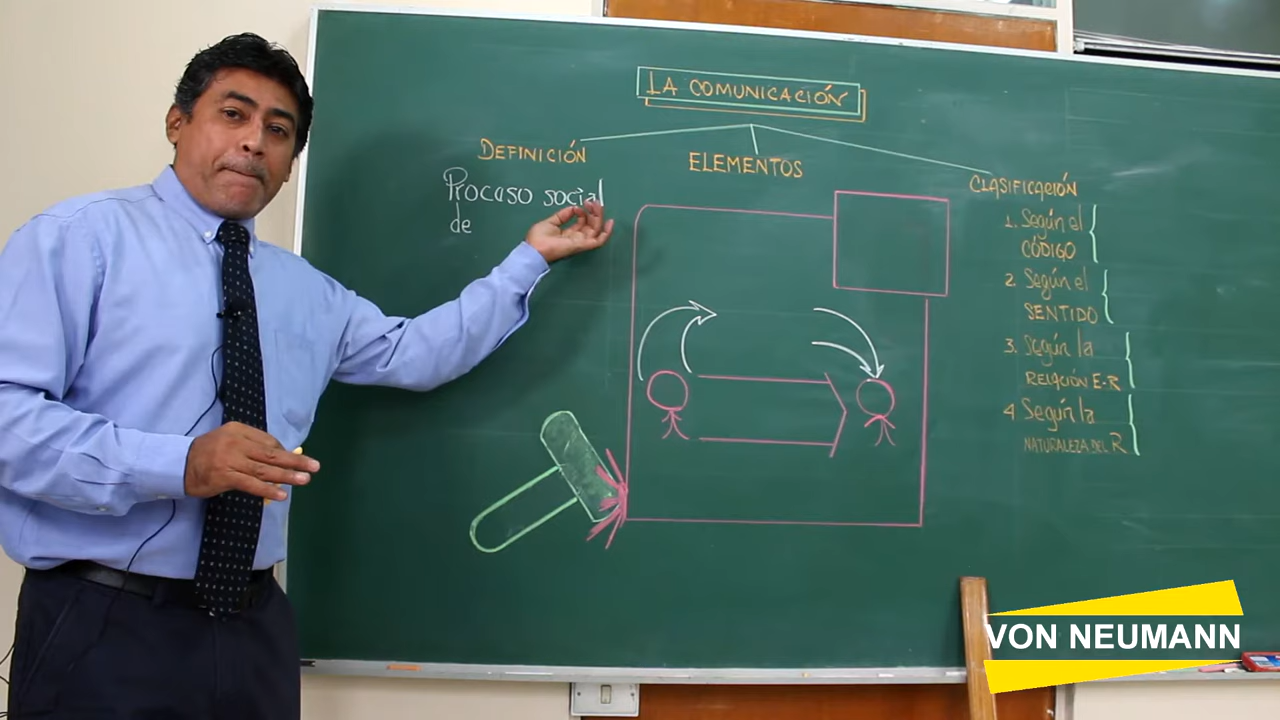 LA COMUNICACIÓN
DEFINICIÓN
Proceso social
de
ELEMENTOS
CLASIFICACIÓN
1. Según el
CÓDIGO
2. Según el
SENTIDO
3. Según la
RELACIÓN E-R
4 Según la
NATURALEZA DEL R
VON NEUMANN